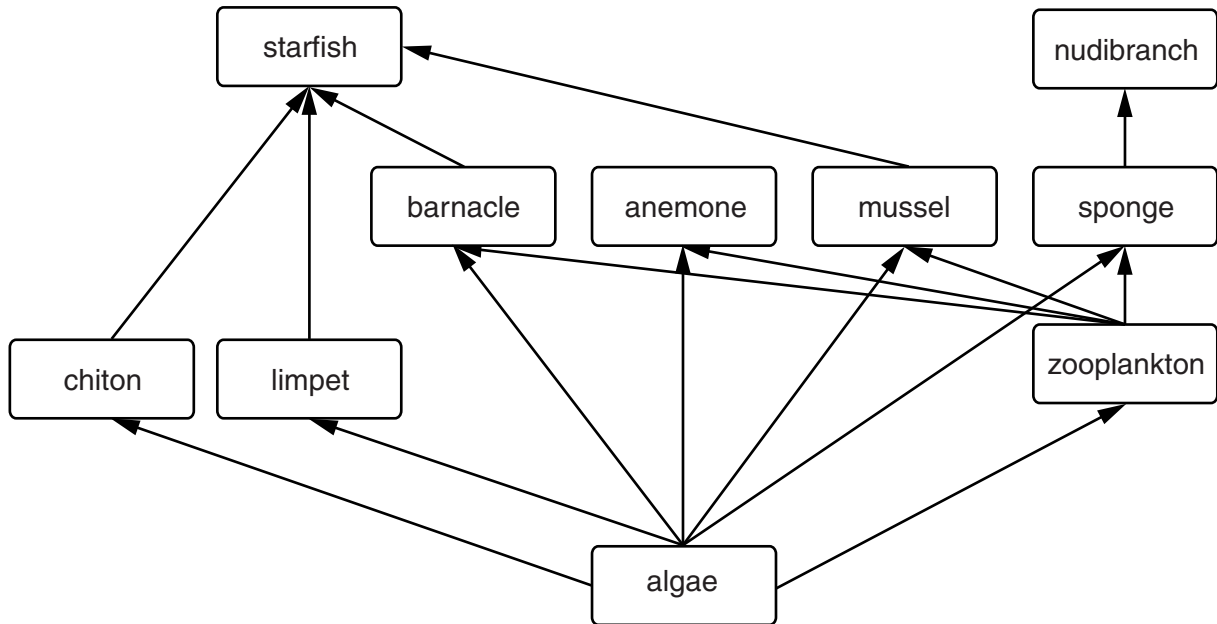 starfish
nudibranch
barnacle
anemone
mussel
sponge
chiton
limpet
zooplankton
algae